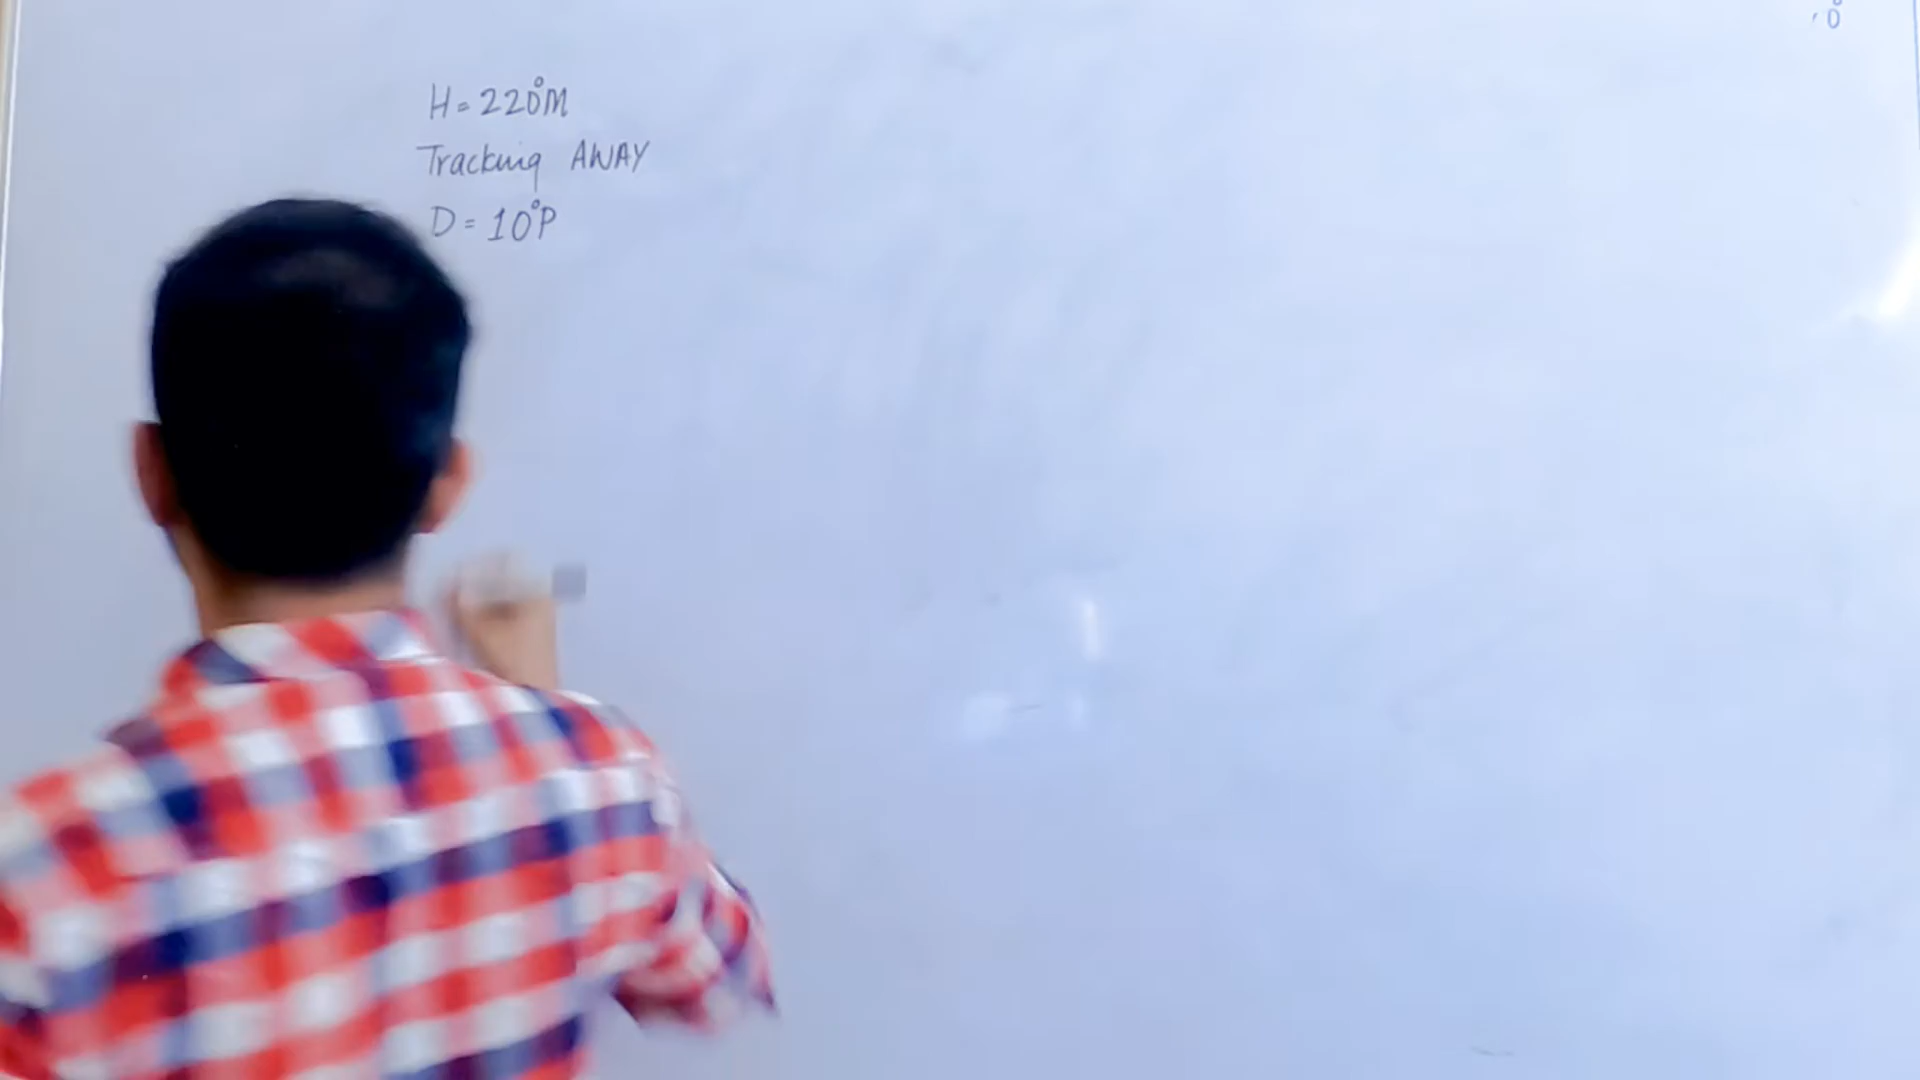 H = 220°M
Tracking AWAY
D = 10°P